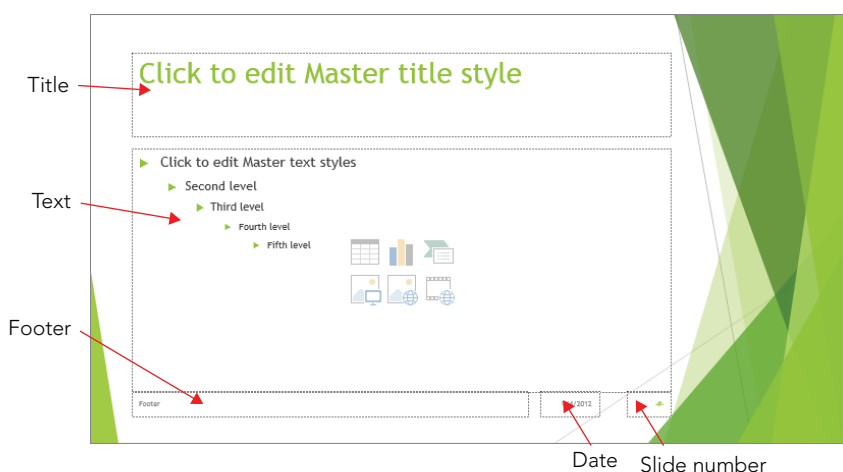 Click to edit Master title style
Title
Click to edit Master text styles
Second level
Text
Third level
Fourth level
Fifth level
Footer
Footer
/2012
Date
Slide number